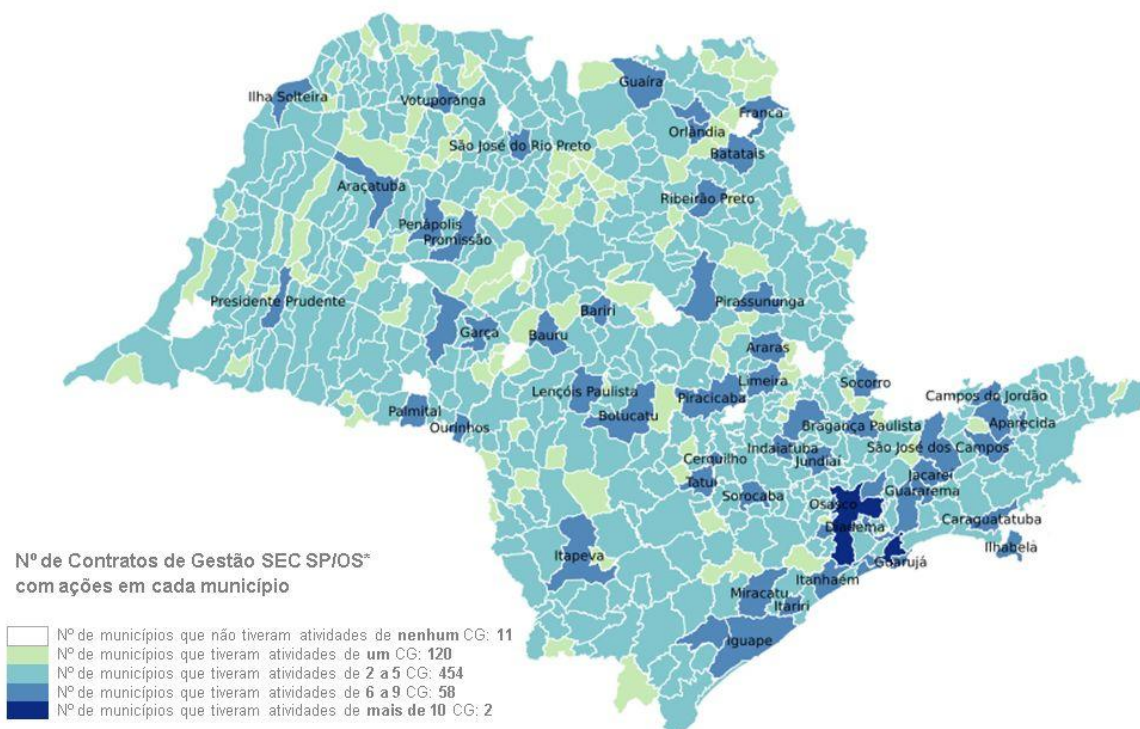 Guaíra
Ilha Solteira
Votuporanga
Franca
Orlândia
São José do Rio Preto
Batatais
Araçatuba
Ribeirão Preto
Penápolis
Promissão
Presidente Prudente
Pirassununga
Bariri
Garça
Bauru
Araras
Limeira
Socorro
Lençóis Paulista
Piracicaba
Campos do Jordão
Palmital
Botucatu
Aparecida
Ourinhos
Bragança Paulista
Indaiatuba
São José dos Campos
Cerquilho
Jundiaí
Jacareí
Tatuí
Sorocaba
Guararema
Osasco
Diadema
Caraguatatuba
Ilhabela
Itapeva
Guarujá
Itanhaém
Miracatu
Itariri
Iguape
Nº de Contratos de Gestão SEC SP/OS*
com ações em cada município
Nº de municípios que não tiveram atividades de nenhum CG: 11
Nº de municípios que tiveram atividades de um CG: 120
Nº de municípios que tiveram atividades de 2 a 5 CG: 454
Nº de municípios que tiveram atividades de 6 a 9 CG: 58
Nº de municípios que tiveram atividades de mais de 10 CG: 2